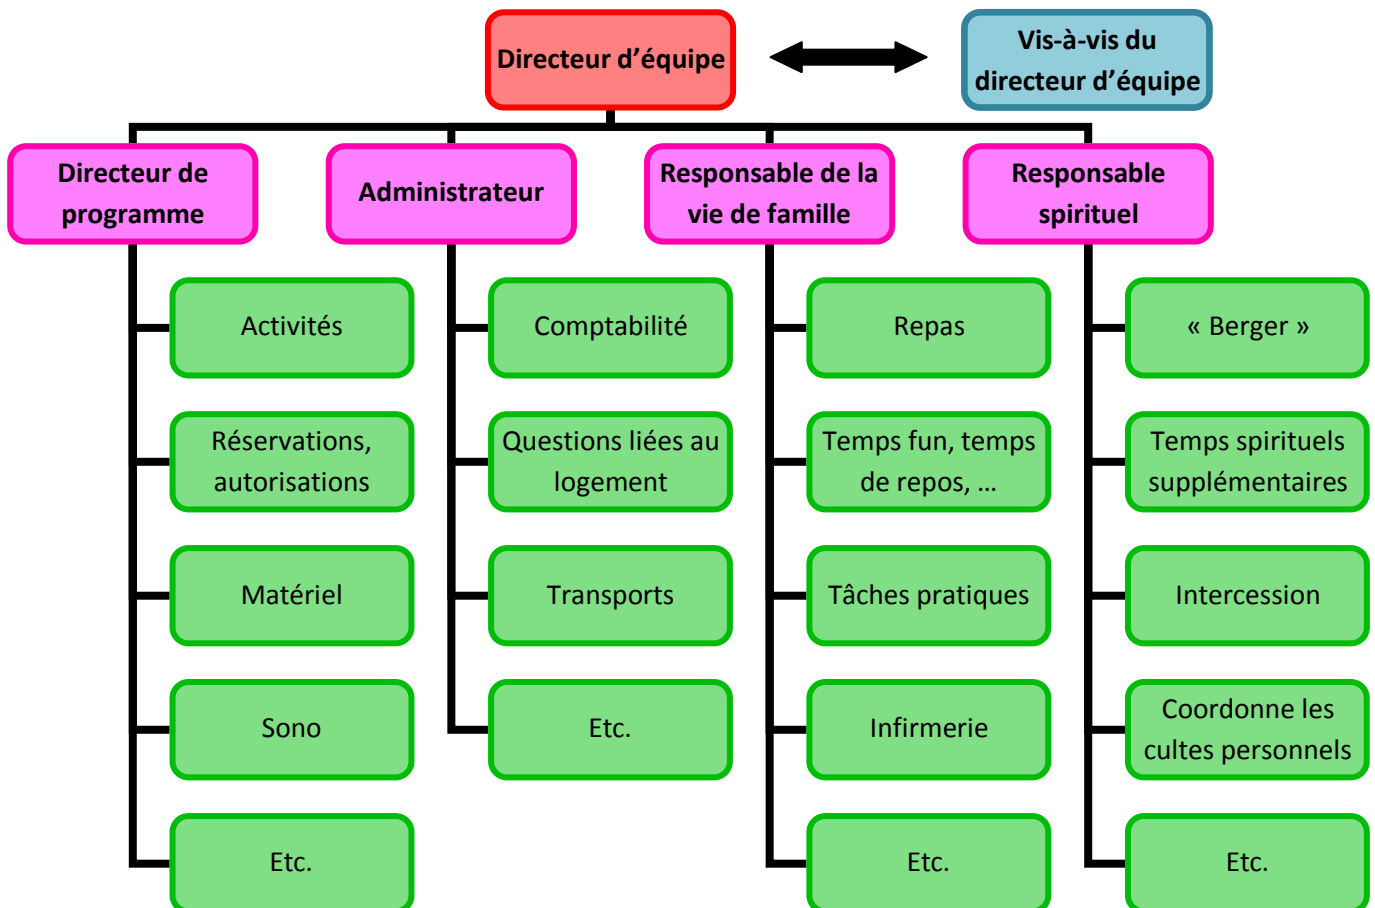 Directeur d’équipe
Vis-à-vis du
directeur d’équipe
Directeur de
programme
Administrateur
Responsable de la
vie de famille
Responsable
spirituel
Activités
Réservations,
autorisations
Matériel
Sono
Etc.
Comptabilité
Questions liées au
logement
Transports
Etc.
Repas
Temps fun, temps
de repos, …
Tâches pratiques
Infirmerie
Etc.
« Berger »
Temps spirituels
supplémentaires
Intercession
Coordonne les
cultes personnels
Etc.